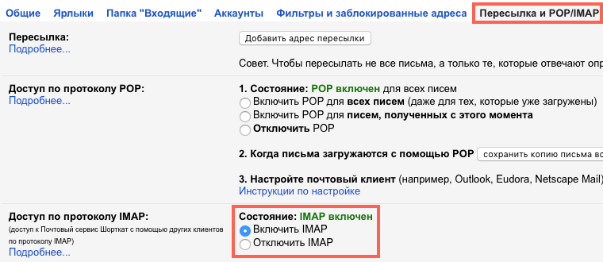 Общие Ярлыки Папка "Входящие" Аккаунты Фильтры и заблокированные адреса Пересылка и POP/IMAP
Пересылка: Добавить адрес пересылки
Подробнее...
Совет. Чтобы пересылать не все письма, а только те, которые отвечают опр
Доступ по протоколу POP: 1. Состояние: POP включен для всех писем
Подробнее... Включить POP для всех писем (даже для тех, которые уже загружены)
Включить POP для писем, полученных с этого момента
Отключить POP
2. Когда письма загружаются с помощью POP сохранить копию письма во
3. Настройте почтовый клиент (например, Outlook, Eudora, Netscape Mail)
Инструкции по настройке
Доступ по протоколу IMAP: Состояние: IMAP включен
(доступ к Почтовый сервис Шорткат с помощью других клиентов Включить IMAP
по протоколу IMAP) Отключить IMAP
Подробнее...